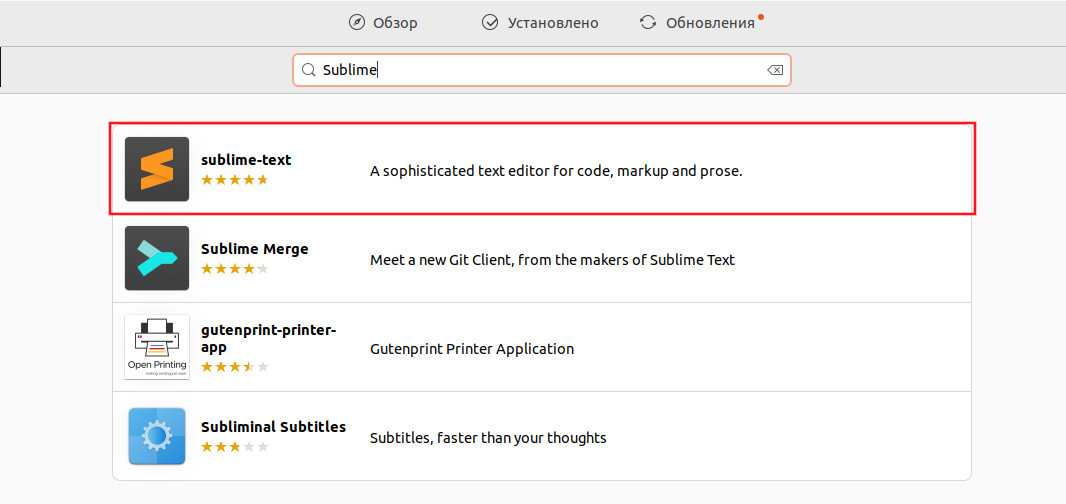 Обзор
Установлено
Обновления
Sublime
sublime-text
A sophisticated text editor for code, markup and prose.
Sublime Merge
Meet a new Git Client, from the makers of Sublime Text
gutenprint-printer-
app
Gutenprint Printer Application
Open Printing
Subliminal Subtitles
Subtitles, faster than your thoughts